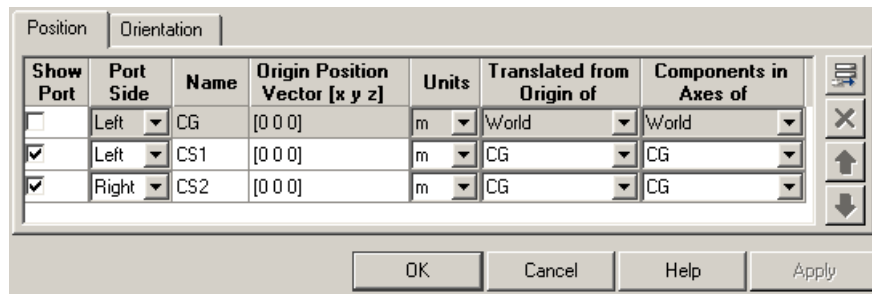 Position Orientation
Show Port Port Side Name Origin Position Vector [x y z] Units Translated from Origin of Components in Axes of
Left CG [0 0 0] m World World
Left CS1 [0 0 0] m CG CG
Right CS2 [0 0 0] m CG CG
OK Cancel Help Apply